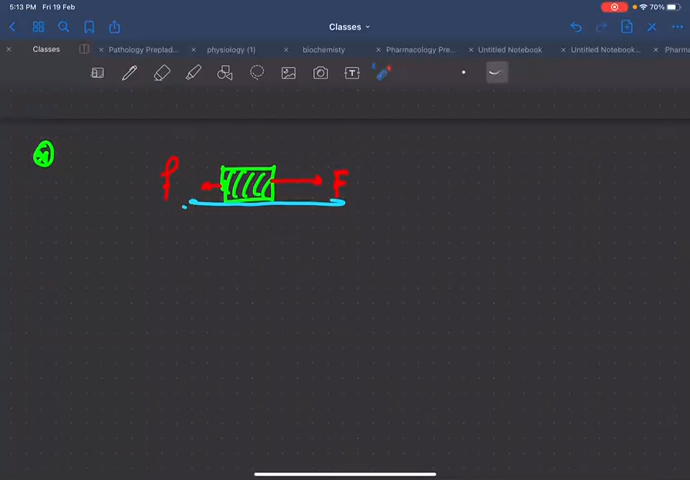 5:13 PM Fri 19 Feb
70%
Classes
Classes
Pathology Preplad...
physiology (1)
biochemisty
Pharmacology Pre...
Untitled Notebook
Untitled Notebook...
Pharma
T
f
F